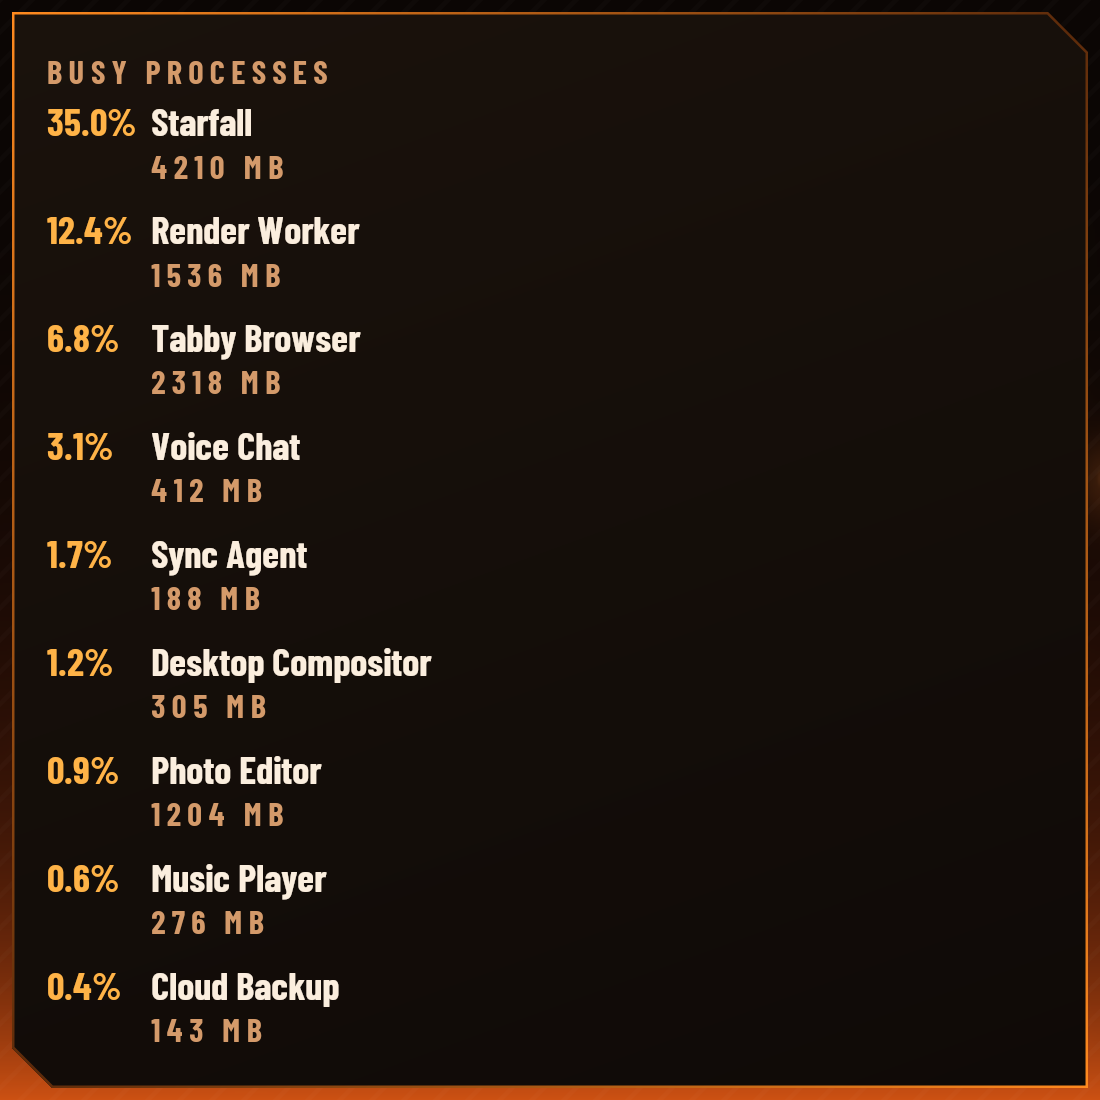 BUSY PROCESSES
35.0% Starfall
4210 MB
12.4% Render Worker
1536 MB
6.8% Tabby Browser
2318 MB
3.1% Voice Chat
412 MB
1.7% Sync Agent
188 MB
1.2% Desktop Compositor
305 MB
0.9% Photo Editor
1204 MB
0.6% Music Player
276 MB
0.4% Cloud Backup
143 MB